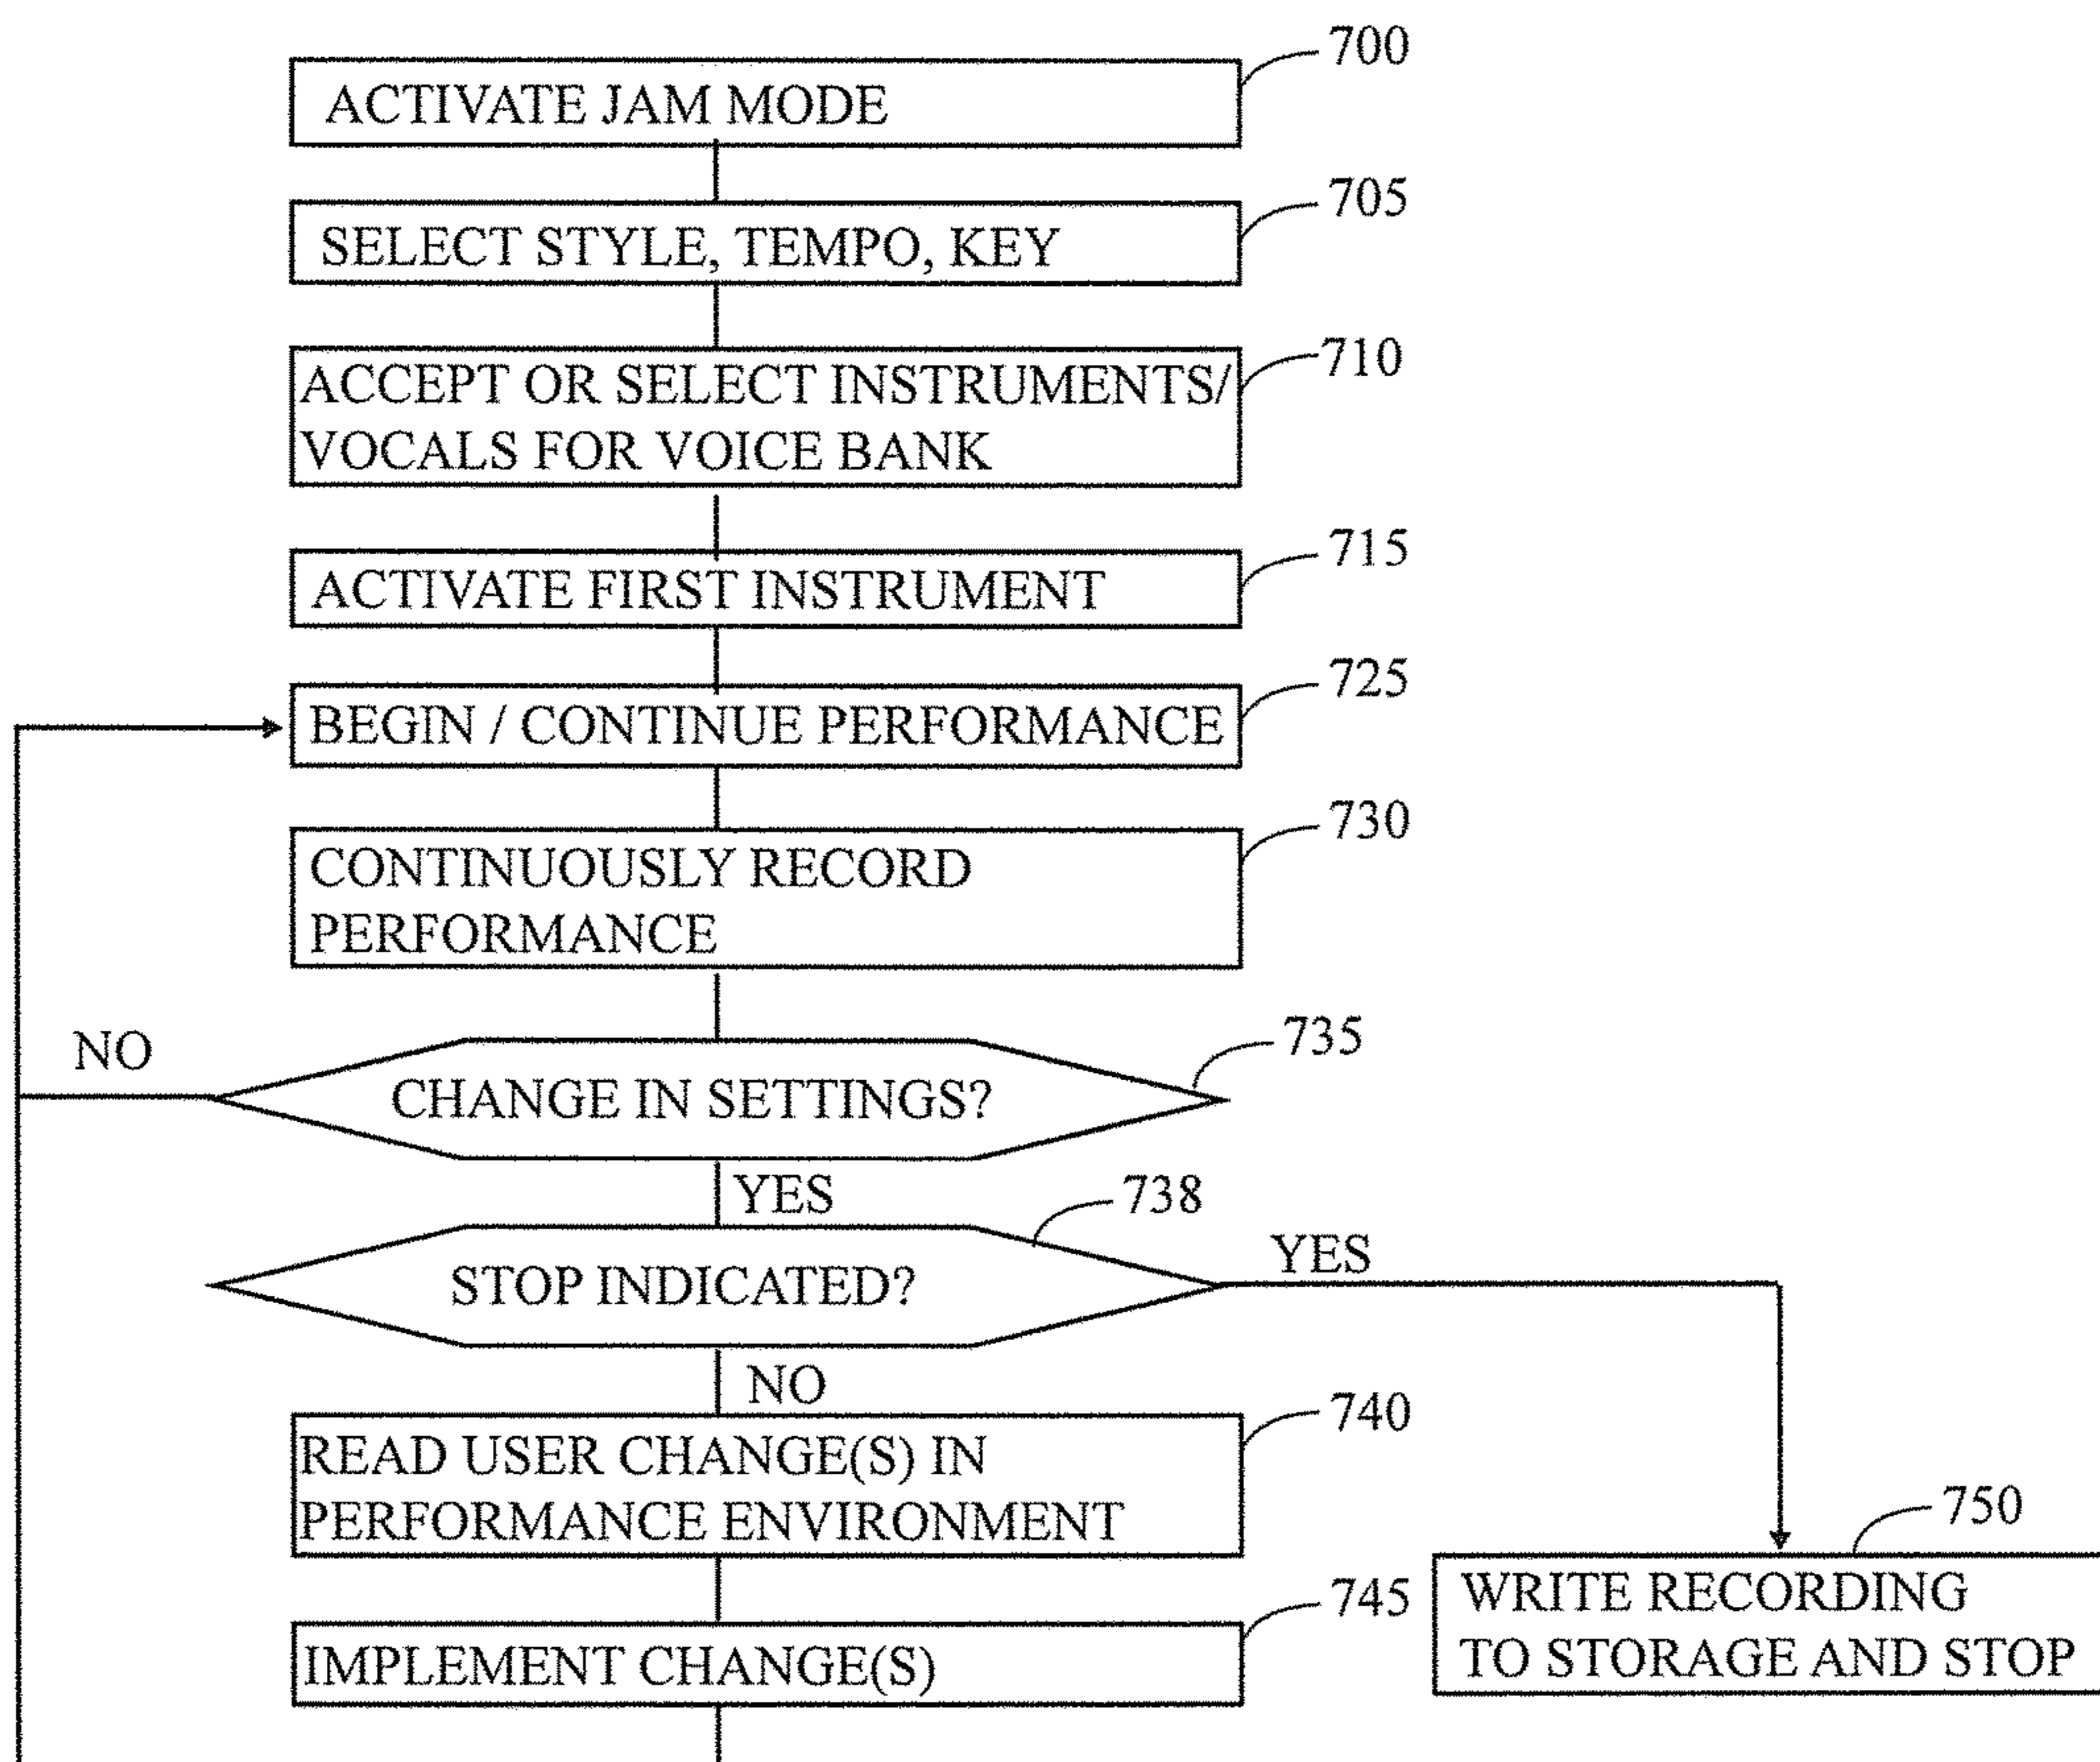 700
ACTIVATE JAM MODE
705
SELECT STYLE, TEMPO, KEY
710
ACCEPT OR SELECT INSTRUMENTS/
VOCALS FOR VOICE BANK
715
ACTIVATE FIRST INSTRUMENT
725
BEGIN / CONTINUE PERFORMANCE
730
CONTINUOUSLY RECORD
PERFORMANCE
735
NO
CHANGE IN SETTINGS?
YES
738
STOP INDICATED?
YES
NO
740
READ USER CHANGE(S) IN
PERFORMANCE ENVIRONMENT
745
IMPLEMENT CHANGE(S)
750
WRITE RECORDING
TO STORAGE AND STOP